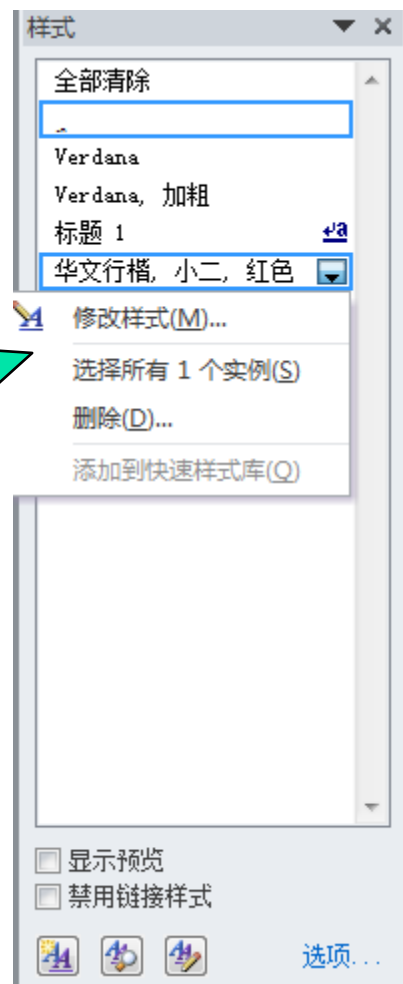 样式
全部清除
Verdana
Verdana, 加粗
标题 1
华文行楷, 小二, 红色
修改样式(M)...
选择所有 1 个实例(S)
删除(D)...
添加到快速样式库(Q)
显示预览
禁用链接样式
选项...